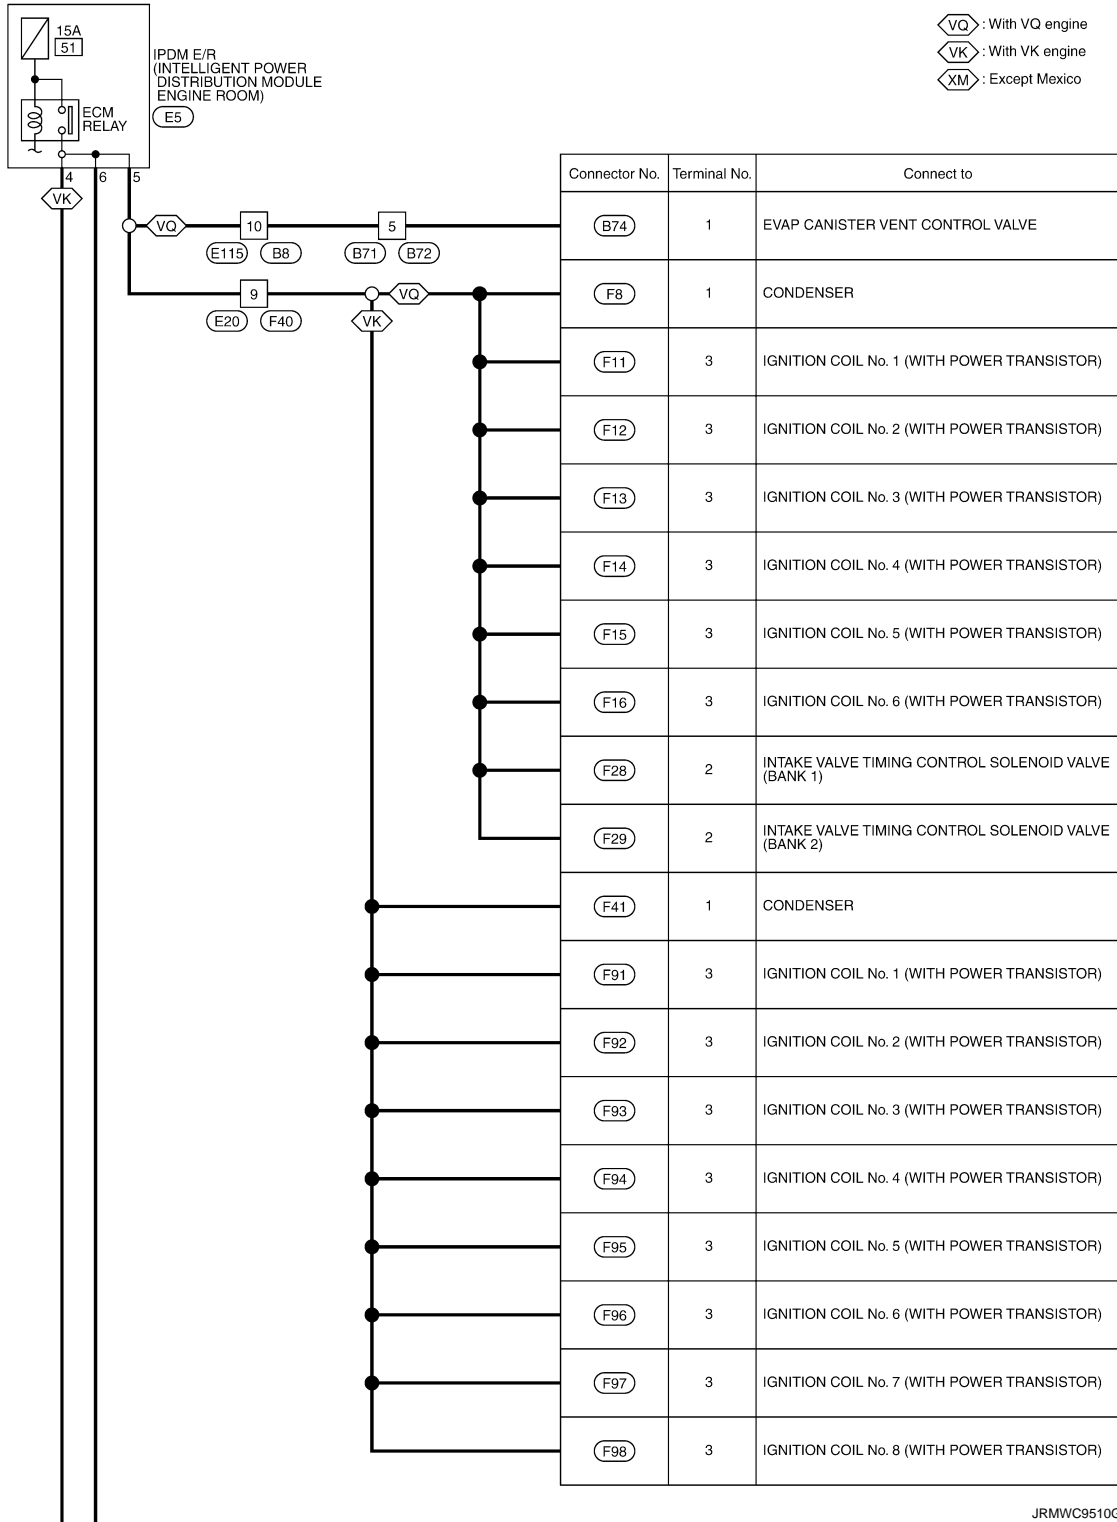 15A
51
IPDM E/R
(INTELLIGENT POWER
DISTRIBUTION MODULE
ENGINE ROOM)
E5
ECM
RELAY
4 6 5
VK
VQ : With VQ engine
VK : With VK engine
XM : Except Mexico
VQ 10 5
E115 B8 B71 B72
9 VQ
E20 F40 VK
Connector No. Terminal No. Connect to
B74 1 EVAP CANISTER VENT CONTROL VALVE
F8 1 CONDENSER
F11 3 IGNITION COIL No. 1 (WITH POWER TRANSISTOR)
F12 3 IGNITION COIL No. 2 (WITH POWER TRANSISTOR)
F13 3 IGNITION COIL No. 3 (WITH POWER TRANSISTOR)
F14 3 IGNITION COIL No. 4 (WITH POWER TRANSISTOR)
F15 3 IGNITION COIL No. 5 (WITH POWER TRANSISTOR)
F16 3 IGNITION COIL No. 6 (WITH POWER TRANSISTOR)
F28 2 INTAKE VALVE TIMING CONTROL SOLENOID VALVE
(BANK 1)
F29 2 INTAKE VALVE TIMING CONTROL SOLENOID VALVE
(BANK 2)
F41 1 CONDENSER
F91 3 IGNITION COIL No. 1 (WITH POWER TRANSISTOR)
F92 3 IGNITION COIL No. 2 (WITH POWER TRANSISTOR)
F93 3 IGNITION COIL No. 3 (WITH POWER TRANSISTOR)
F94 3 IGNITION COIL No. 4 (WITH POWER TRANSISTOR)
F95 3 IGNITION COIL No. 5 (WITH POWER TRANSISTOR)
F96 3 IGNITION COIL No. 6 (WITH POWER TRANSISTOR)
F97 3 IGNITION COIL No. 7 (WITH POWER TRANSISTOR)
F98 3 IGNITION COIL No. 8 (WITH POWER TRANSISTOR)
JRMWC9510G